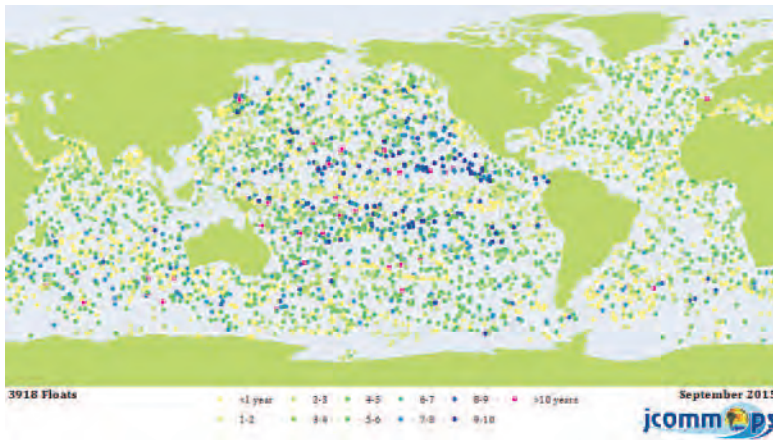 3918 Floats
<1 year 2-3 4-5 6-7 8-9 >10 years
1-2 3-4 5-6 7-8 9-10
September 2015
jcommops